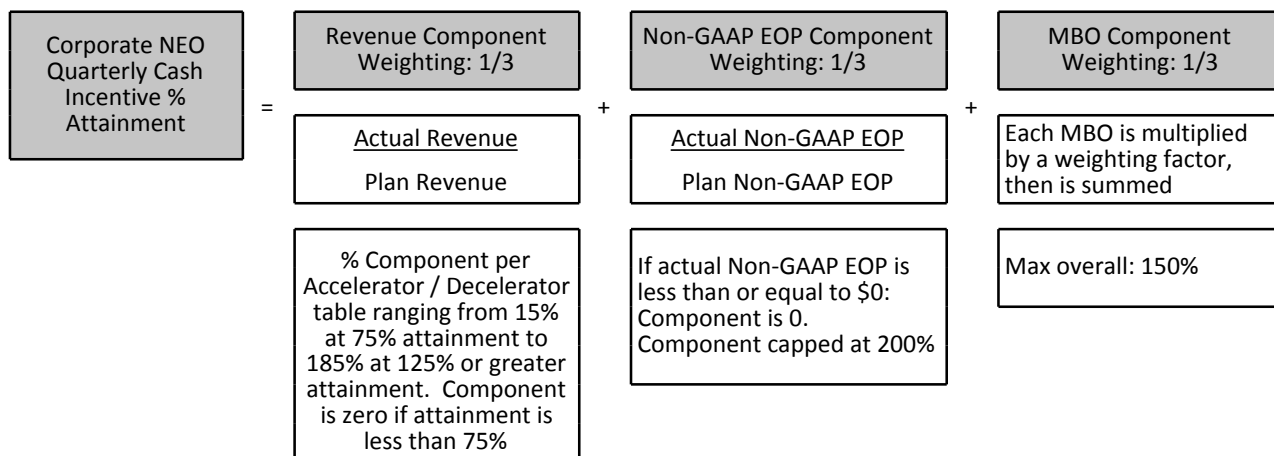 Corporate NEO
Quarterly Cash
Incentive %
Attainment
=
Revenue Component
Weighting: 1/3
Actual Revenue
Plan Revenue
% Component per
Accelerator / Decelerator
table ranging from 15%
at 75% attainment to
185% at 125% or greater
attainment.  Component
is zero if attainment is
less than 75%
+
Non-GAAP EOP Component
Weighting: 1/3
Actual Non-GAAP EOP
Plan Non-GAAP EOP
If actual Non-GAAP EOP is
less than or equal to $0:
Component is 0.
Component capped at 200%
+
MBO Component
Weighting: 1/3
Each MBO is multiplied
by a weighting factor,
then is summed
Max overall: 150%